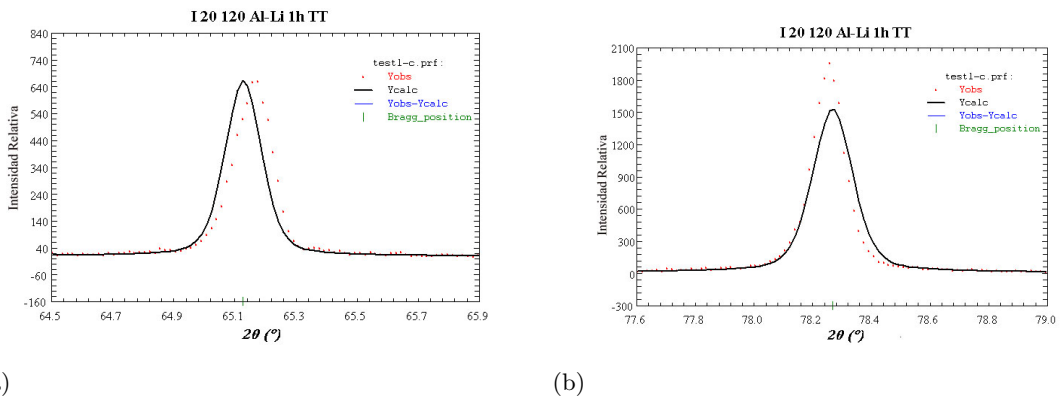 I 20 120 Al-Li 1h TT
840
740
640
540
440
340
240
140
40
-60
-160
Intensidad Relativa
test1-c.prf:
Yobs
Ycalc
Yobs-Ycalc
Bragg_position
64.5
64.7
64.9
65.1
65.3
65.5
65.7
65.9
2θ (°)
I 20 120 Al-Li 1h TT
2100
1800
1500
1200
900
600
300
0
-300
Intensidad Relativa
test1-c.prf:
Yobs
Ycalc
Yobs-Ycalc
Bragg_position
77.6
77.8
78.0
78.2
78.4
78.6
78.8
79.0
2θ (°)
)
(b)